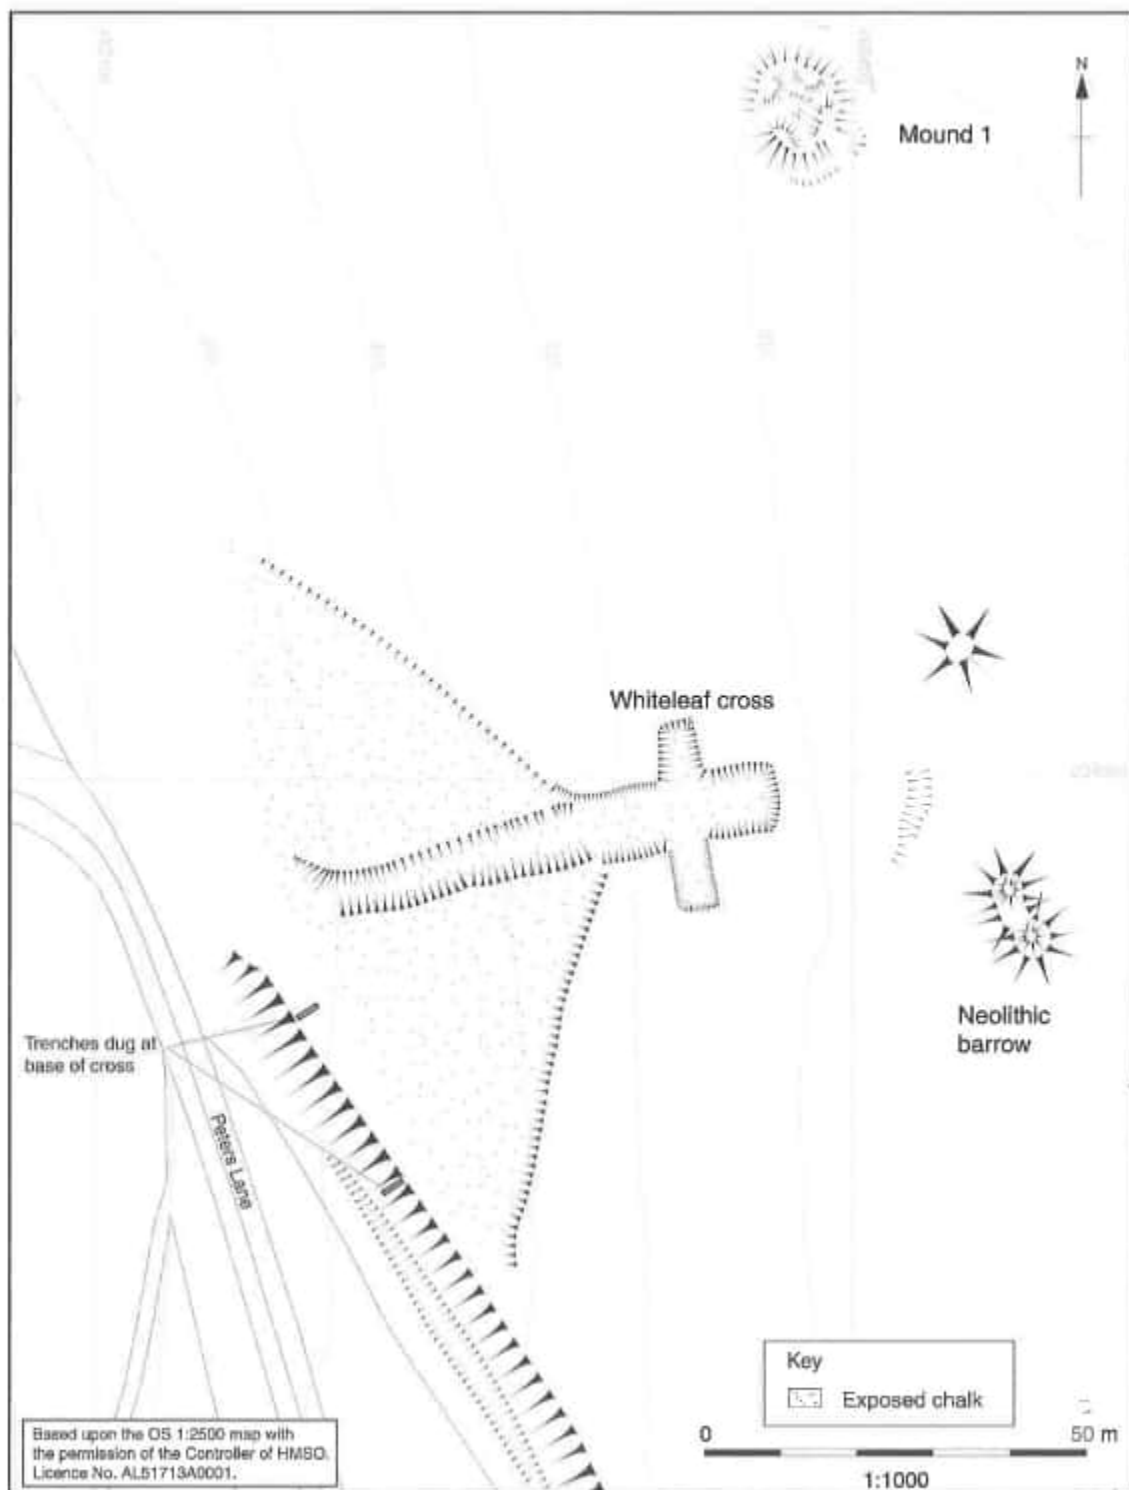 N
Mound 1
Whiteleaf cross
Neolithic
barrow
Trenches dug at
base of cross
Peters Lane
Key
Exposed chalk
0
50 m
1:1000
Based upon the OS 1:2500 map with
the permission of the Controller of HMSO.
Licence No. AL51713A0001.